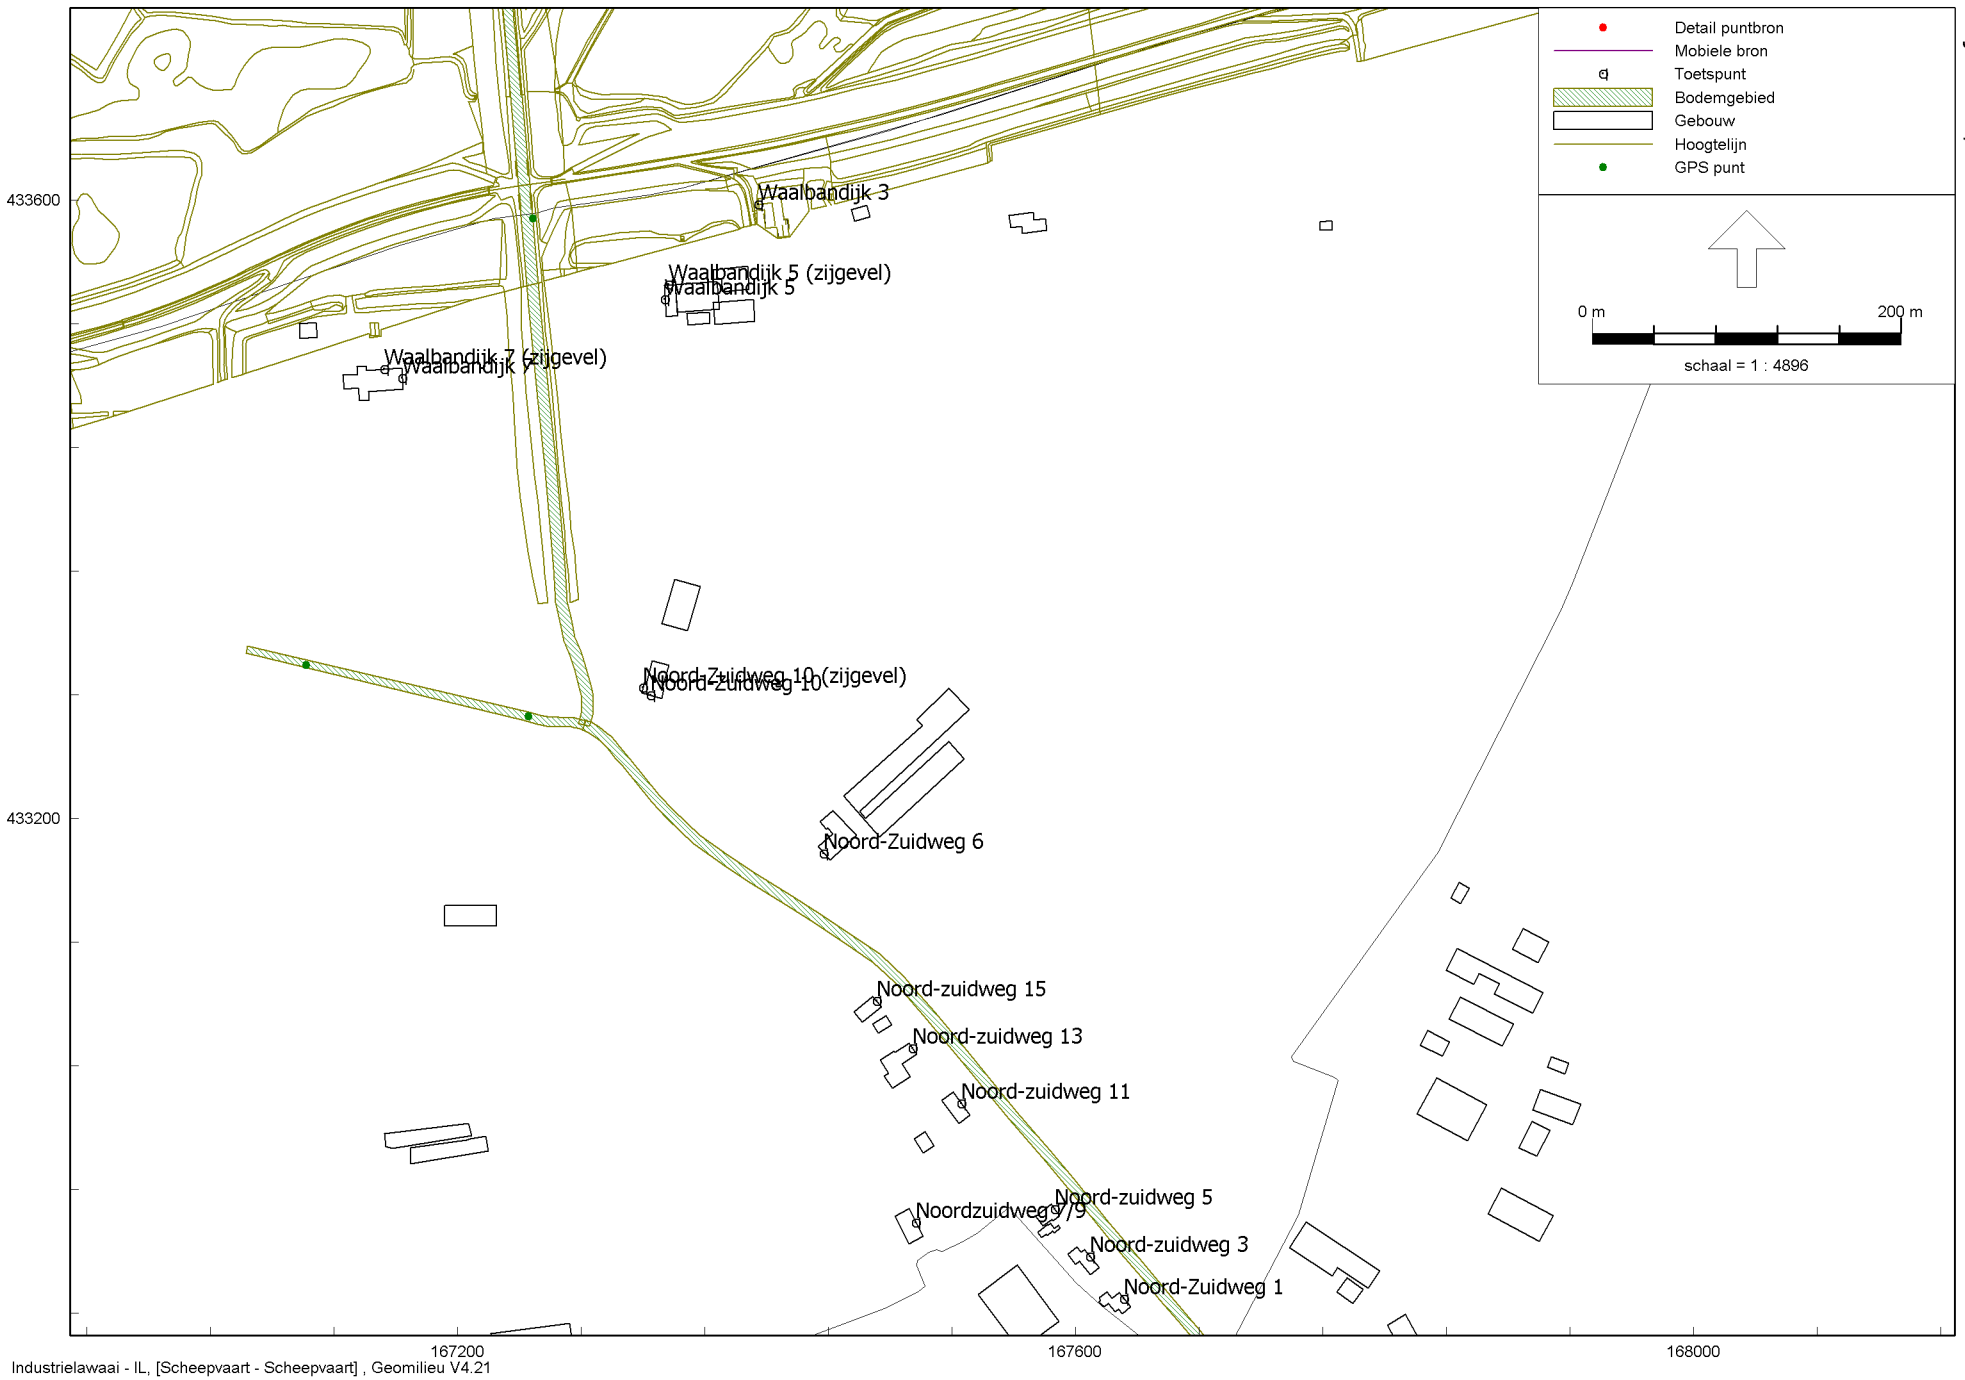 Detail puntbron
Mobiele bron
Toetspunt
Bodemgebied
Gebouw
Hoogtelijn
GPS punt
433600
Waalbandijk 3
Waalbandijk 5 (zijgevel)
Waalbandijk 5
0 m 200 m
schaal = 1 : 4896
Waalbandijk 7 (zijgevel)
Waalbandijk 7
Noord-Zuidweg 10 (zijgevel)
Noord-Zuidweg 10
433200
Noord-Zuidweg 6
Noord-zuidweg 15
Noord-zuidweg 13
Noord-zuidweg 11
Noord-zuidweg 5
Noordzuidweg 7/9
Noord-zuidweg 3
Noord-Zuidweg 1
167200 167600 168000
Industrielawaai - IL, [Scheepvaart - Scheepvaart] , Geomilieu V4.21